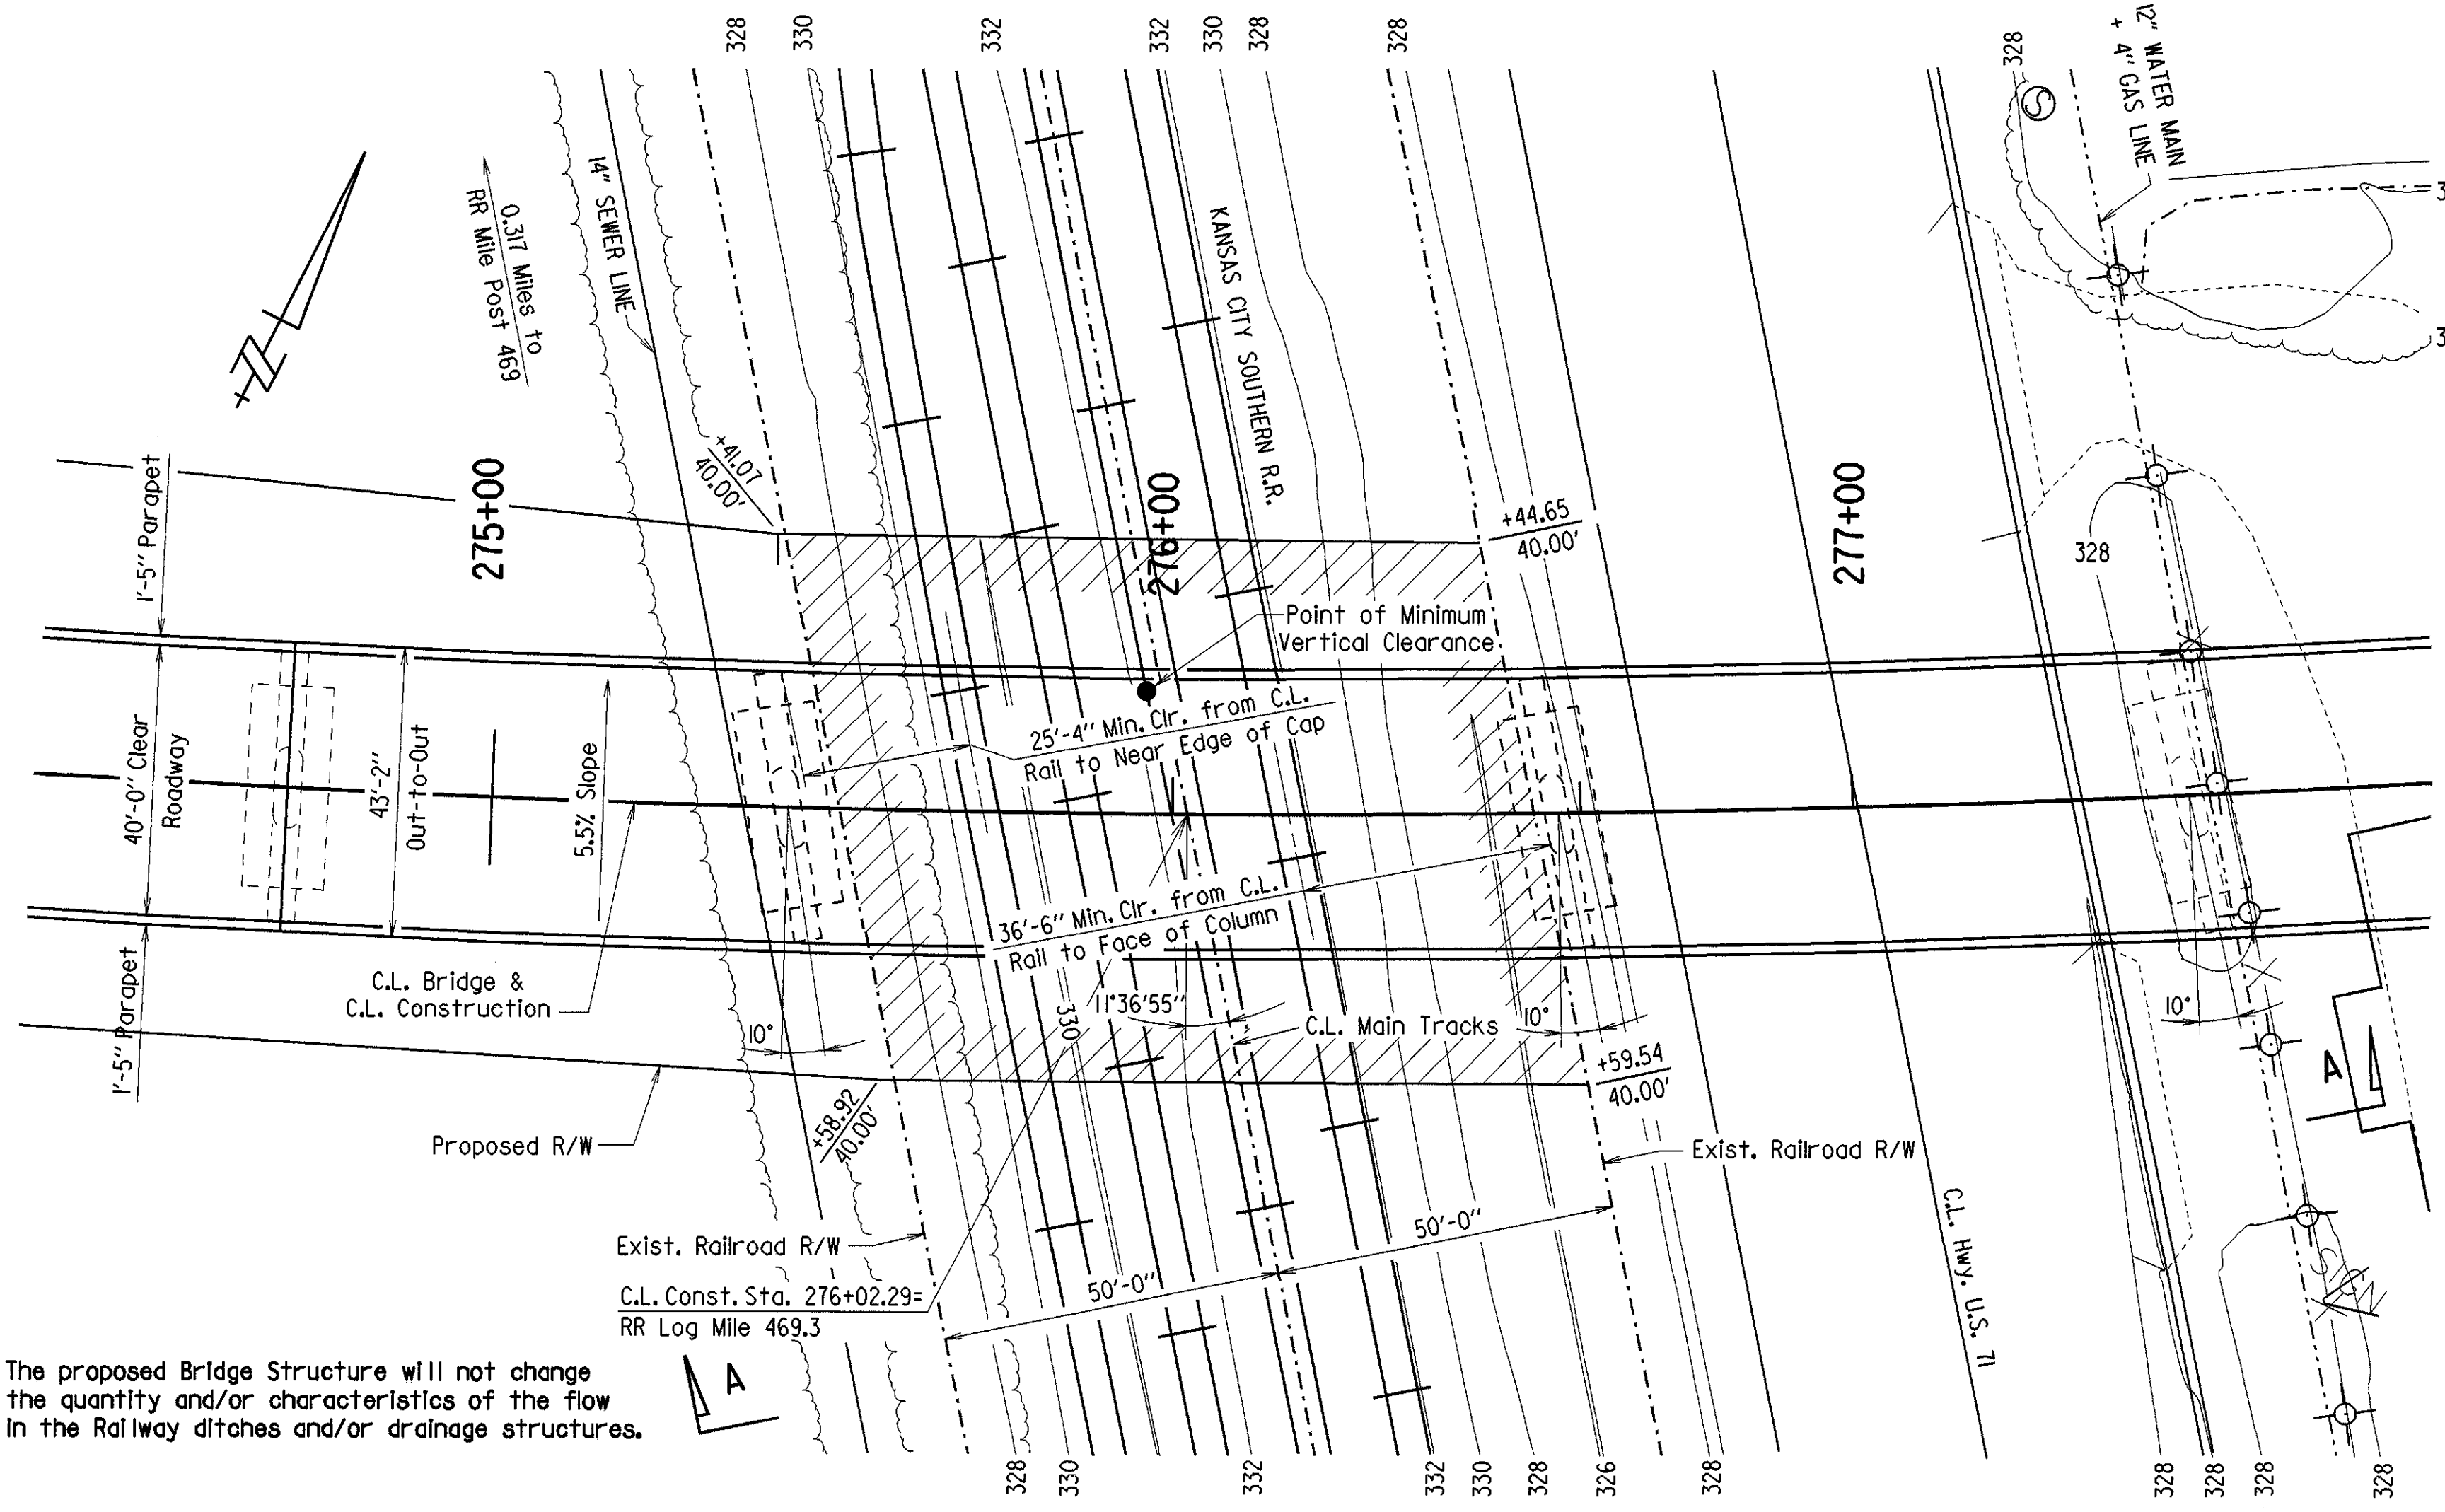 328
330
332
332
330
328
328
328
12" WATER MAIN
+ 4" GAS LINE
S
0.317 Miles to
RR Mile Post 469
14" SEWER LINE
KANSAS CITY SOUTHERN R.R.
+41.07
40.00'
275+00
276+00
277+00
+44.65
40.00'
328
1'-5" Parapet
Point of Minimum
Vertical Clearance
40'-0" Clear
Roadway
43'-2"
Out-to-Out
5.5% Slope
25'-4" Min. Clr. from C.L.
Rail to Near Edge of Cap
36'-6" Min. Clr. from C.L.
Rail to Face of Column
C.L. Bridge &
C.L. Construction
1'-5" Parapet
10°
330
11°36'55"
C.L. Main Tracks
10°
10°
A
+59.54
40.00'
+58.92
40.00'
Proposed R/W
Exist. Railroad R/W
Exist. Railroad R/W
50'-0"
50'-0"
C.L. Hwy. U.S. 71
C.L. Const. Sta. 276+02.29=
RR Log Mile 469.3
A
The proposed Bridge Structure will not change
the quantity and/or characteristics of the flow
in the Railway ditches and/or drainage structures.
328
330
332
332
330
328
326
328
328
328
328
328